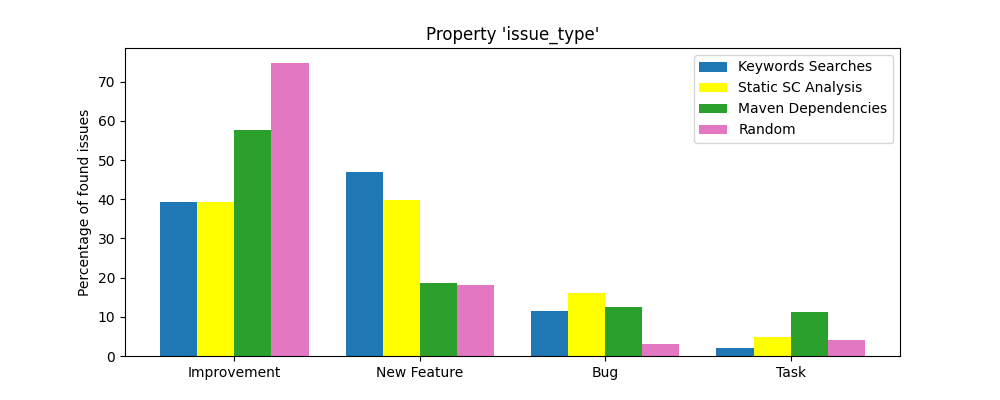 Property 'issue_type'
Percentage of found issues
70
60
50
40
30
20
10
0
Improvement
New Feature
Bug
Task
Keywords Searches
Static SC Analysis
Maven Dependencies
Random